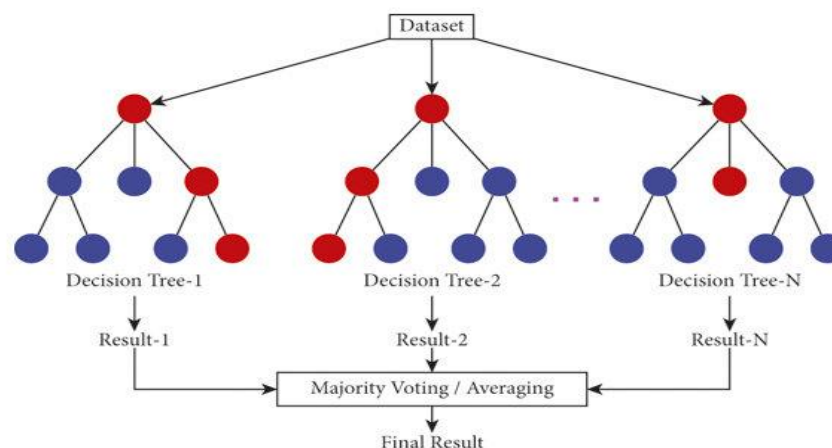 Dataset
Decision Tree-1
Decision Tree-2
Decision Tree-N
Result-1
Result-2
Result-N
Majority Voting / Averaging
Final Result